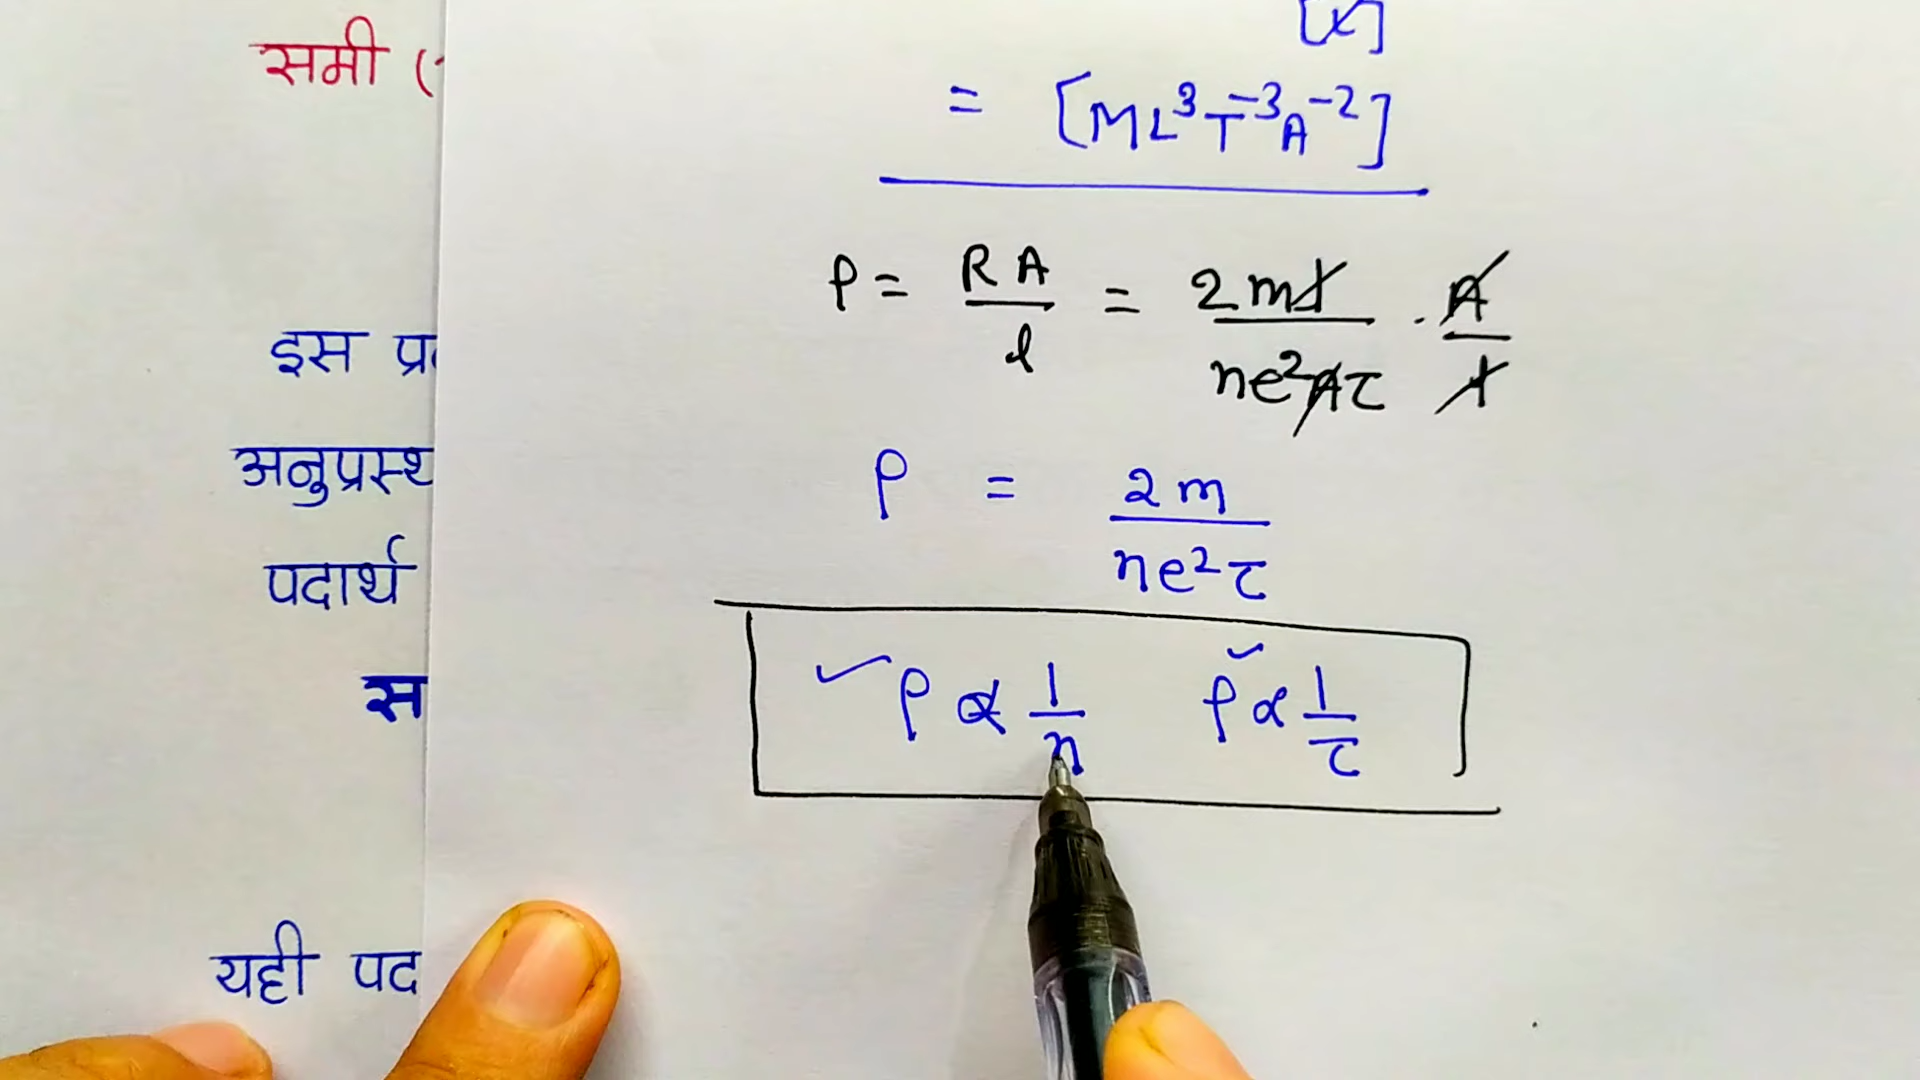 समी (
इस
अनुप्रस्थ
पदार्थ
स
यही पद
[l]
= [ML³T⁻³A⁻²]
ρ = RA/l = 2ml/ne²Aτ . A/l
ρ = 2m/ne²τ
✓ ρ ∝ 1/n ✓ ρ ∝ 1/τ